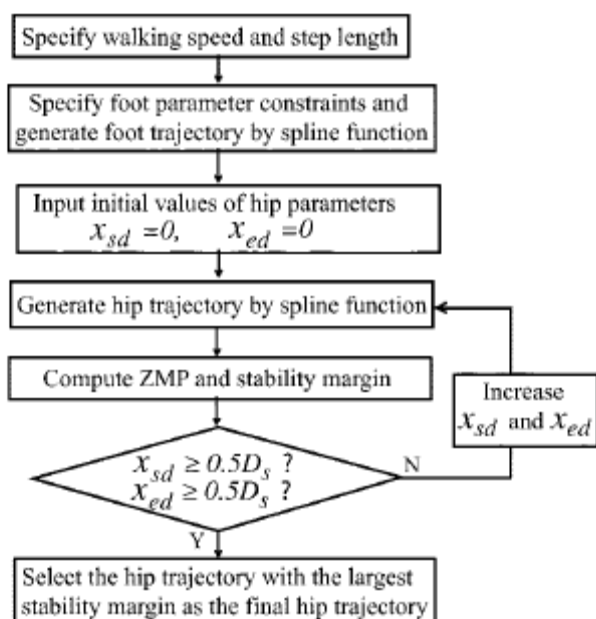 Specify walking speed and step length
Specify foot parameter constraints and
generate foot trajectory by spline function
Input initial values of hip parameters
x_sd =0, x_ed =0
Generate hip trajectory by spline function
Compute ZMP and stability margin
Increase
x_sd and x_ed
x_sd ≥ 0.5D_s ?
x_ed ≥ 0.5D_s ?
N
Y
Select the hip trajectory with the largest
stability margin as the final hip trajectory